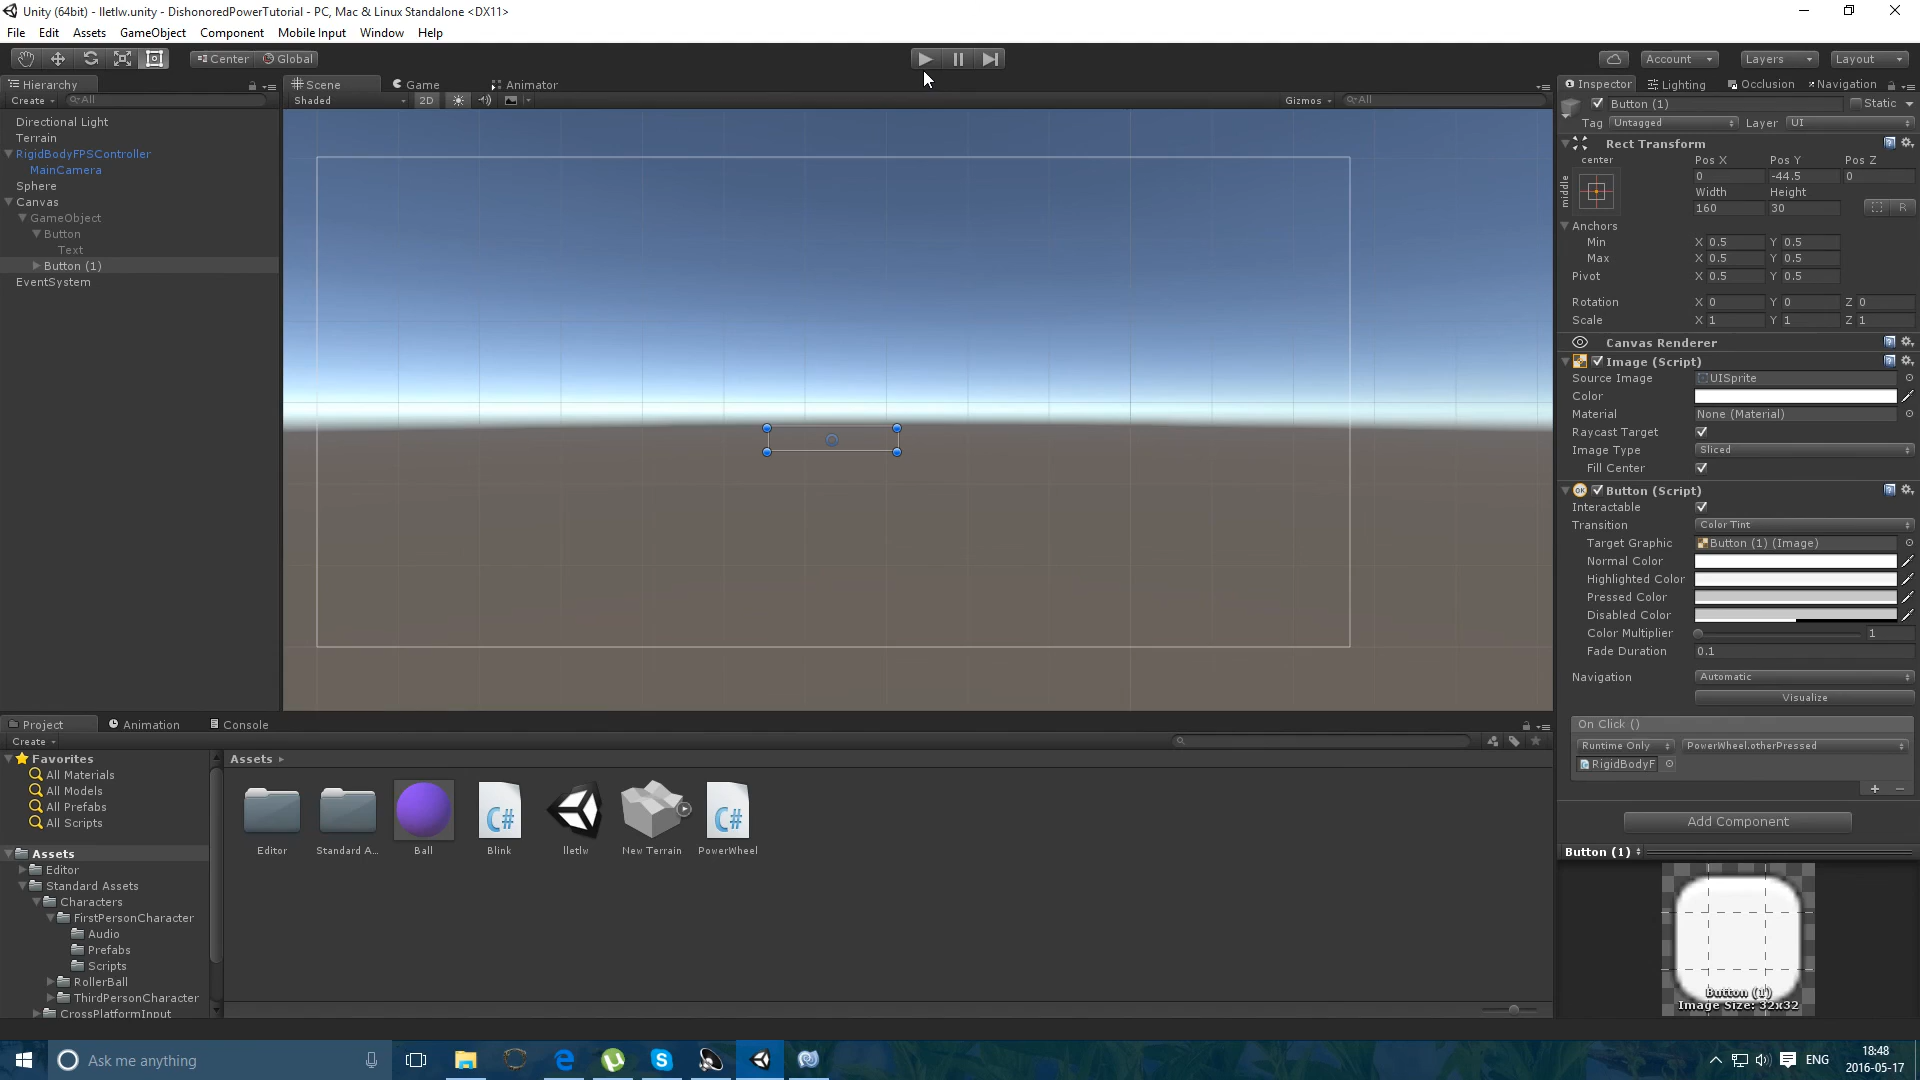 Unity (64bit) - lletlw.unity - DishonoredPowerTutorial - PC, Mac & Linux Standalone <DX11>
File Edit Assets GameObject Component Mobile Input Window Help
Center Global Account Layers Layout
Hierarchy
Create All
Directional Light
Terrain
RigidBodyFPSController
MainCamera
Sphere
Canvas
GameObject
Button
Text
Button (1)
EventSystem
Scene Game Animator
Shaded 2D Gizmos All
Inspector Lighting Occlusion Navigation
Button (1) Static
Tag Untagged Layer UI
Rect Transform
center Pos X Pos Y Pos Z
middle
0 -44.5 0
Width Height
160 30 R
Anchors
Min X 0.5 Y 0.5
Max X 0.5 Y 0.5
Pivot X 0.5 Y 0.5
Rotation X 0 Y 0 Z 0
Scale X 1 Y 1 Z 1
Canvas Renderer
Image (Script)
Source Image UISprite
Color
Material None (Material)
Raycast Target
Image Type Sliced
Fill Center
OK Button (Script)
Interactable
Transition Color Tint
Target Graphic Button (1) (Image)
Normal Color
Highlighted Color
Pressed Color
Disabled Color
Color Multiplier 1
Fade Duration 0.1
Navigation Automatic
Visualize
On Click ()
Runtime Only PowerWheel.otherPressed
RigidBodyF
Add Component
Button (1)
Button (1)
Image Size: 32x32
Project Animation Console
Create
Favorites
All Materials
All Models
All Prefabs
All Scripts
Assets
Editor
Standard Assets
Characters
FirstPersonCharacter
Audio
Prefabs
Scripts
RollerBall
ThirdPersonCharacter
CrossPlatformInput
Assets
C# C#
Editor Standard A... Ball Blink lletlw New Terrain PowerWheel
Ask me anything
ENG
18:48
2016-05-17